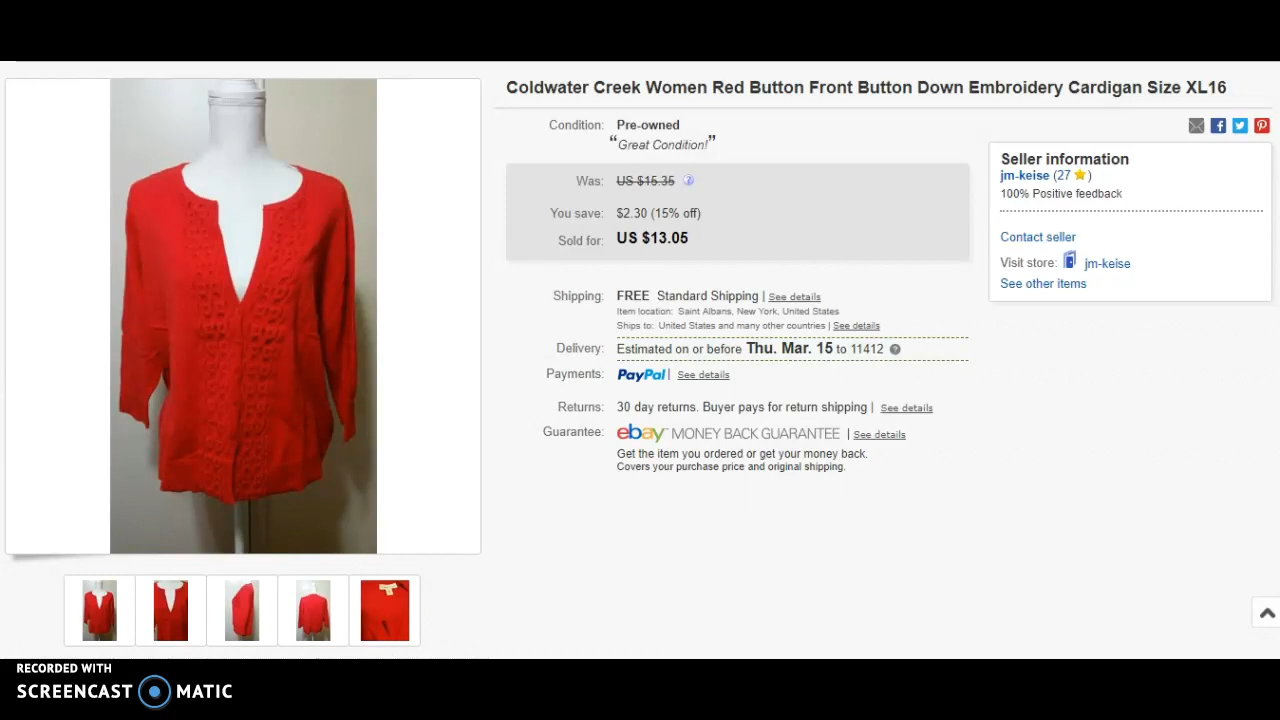 Coldwater Creek Women Red Button Front Button Down Embroidery Cardigan Size XL16
Condition: Pre-owned
“Great Condition!”
Was: US $15.35
You save: $2.30 (15% off)
Sold for: US $13.05
Shipping: FREE Standard Shipping | See details
Item location: Saint Albans, New York, United States
Ships to: United States and many other countries | See details
Delivery: Estimated on or before Thu. Mar. 15 to 11412
Payments: PayPal | See details
Returns: 30 day returns. Buyer pays for return shipping | See details
Guarantee: ebay MONEY BACK GUARANTEE | See details
Get the item you ordered or get your money back.
Covers your purchase price and original shipping.
Seller information
jm-keise (27 )
100% Positive feedback
Contact seller
Visit store: jm-keise
See other items
RECORDED WITH
SCREENCAST MATIC